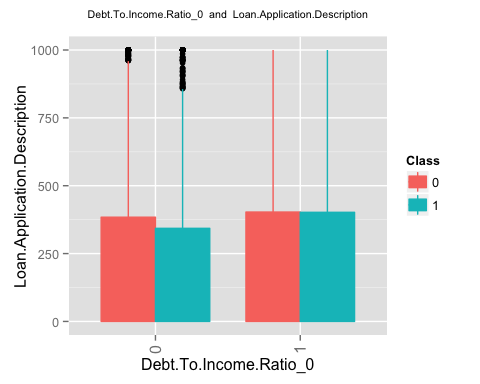 Debt.To.Income.Ratio_0 and Loan.Application.Description
1000
750
500
250
0
Loan.Application.Description
0
1
Debt.To.Income.Ratio_0
Class
0
1